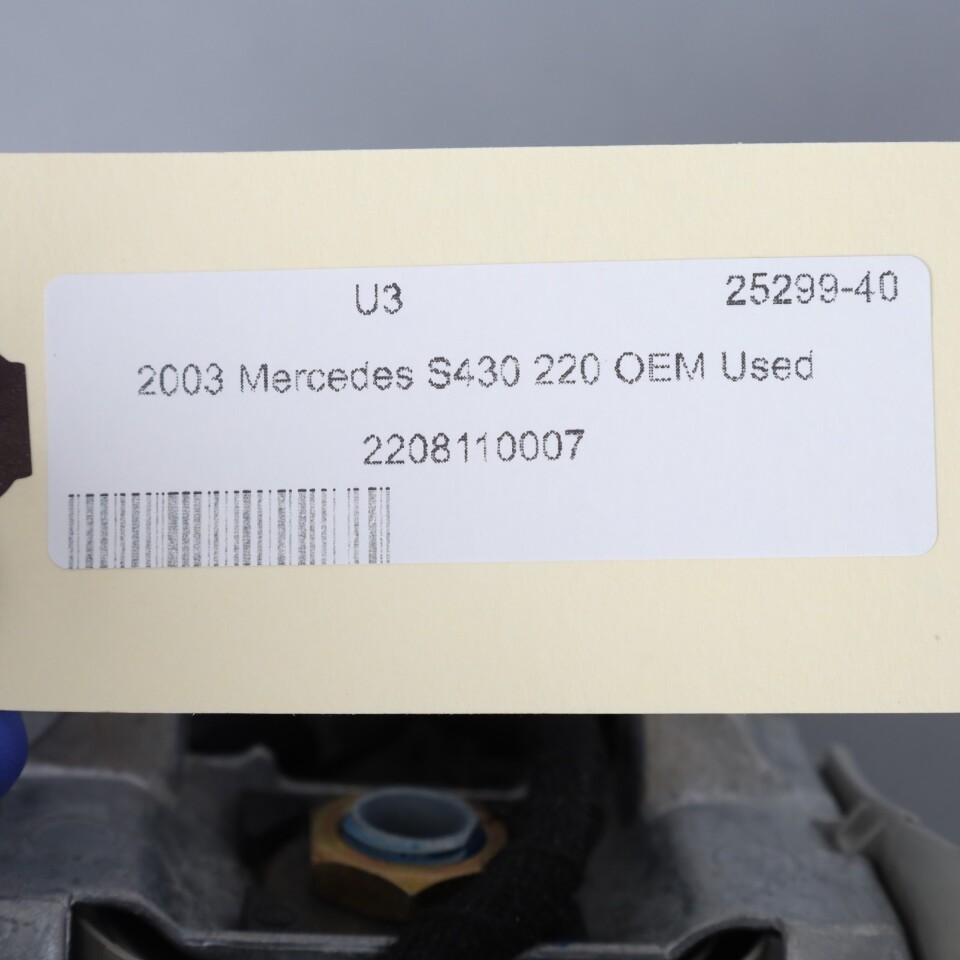 U3 25299-40
2003 Mercedes S430 220 OEM Used
2208110007